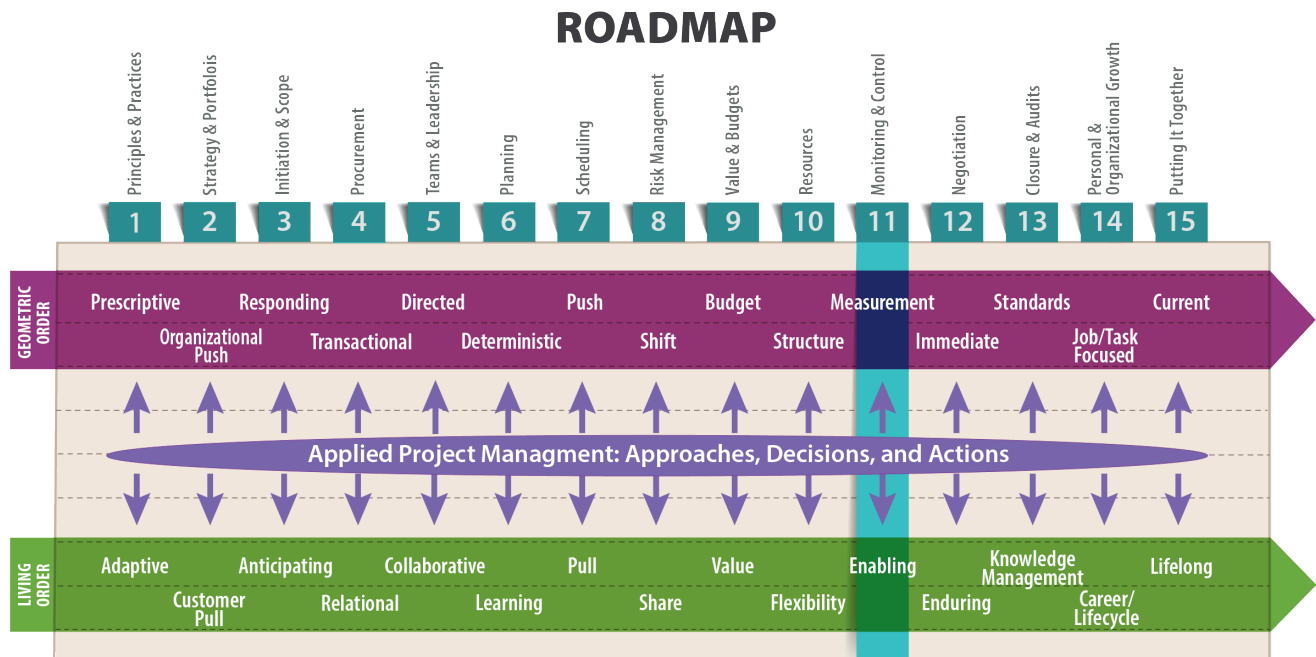 ROADMAP
Principles & Practices
Strategy & Portfolois
Initiation & Scope
Procurement
Teams & Leadership
Planning
Scheduling
Risk Management
Value & Budgets
Resources
Monitoring & Control
Negotiation
Closure & Audits
Personal &
Organizational Growth
Putting It Together
1 2 3 4 5 6 7 8 9 10 11 12 13 14 15
GEOMETRIC
ORDER
Prescriptive Responding Directed Push Budget Measurement Standards Current
Organizational
Push
Transactional Deterministic Shift Structure Immediate
Job/Task
Focused
Applied Project Managment: Approaches, Decisions, and Actions
LIVING
ORDER
Adaptive Anticipating Collaborative Pull Value Enabling
Knowledge
Management
Lifelong
Customer
Pull
Relational Learning Share Flexibility Enduring
Career/
Lifecycle